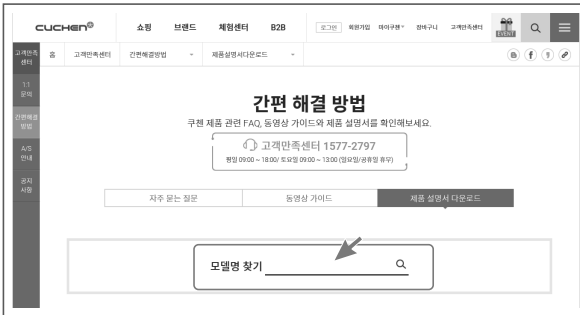 CUCHEN
쇼핑 브랜드 체험센터 B2B
로그인 회원가입 마이쿠첸 장바구니 고객만족센터
EVENT
고객만족
센터
홈 고객만족센터 간편해결방법 제품설명서다운로드
1:1
문의
간편해결
방법
A/S
안내
공지
사항
간편 해결 방법
쿠첸 제품 관련 FAQ, 동영상 가이드와 제품 설명서를 확인해보세요.
고객만족센터 1577-2797
평일 09:00 ~ 18:00/ 토요일 09:00 ~ 13:00 (일요일/공휴일 휴무)
자주 묻는 질문 동영상 가이드 제품 설명서 다운로드
모델명 찾기